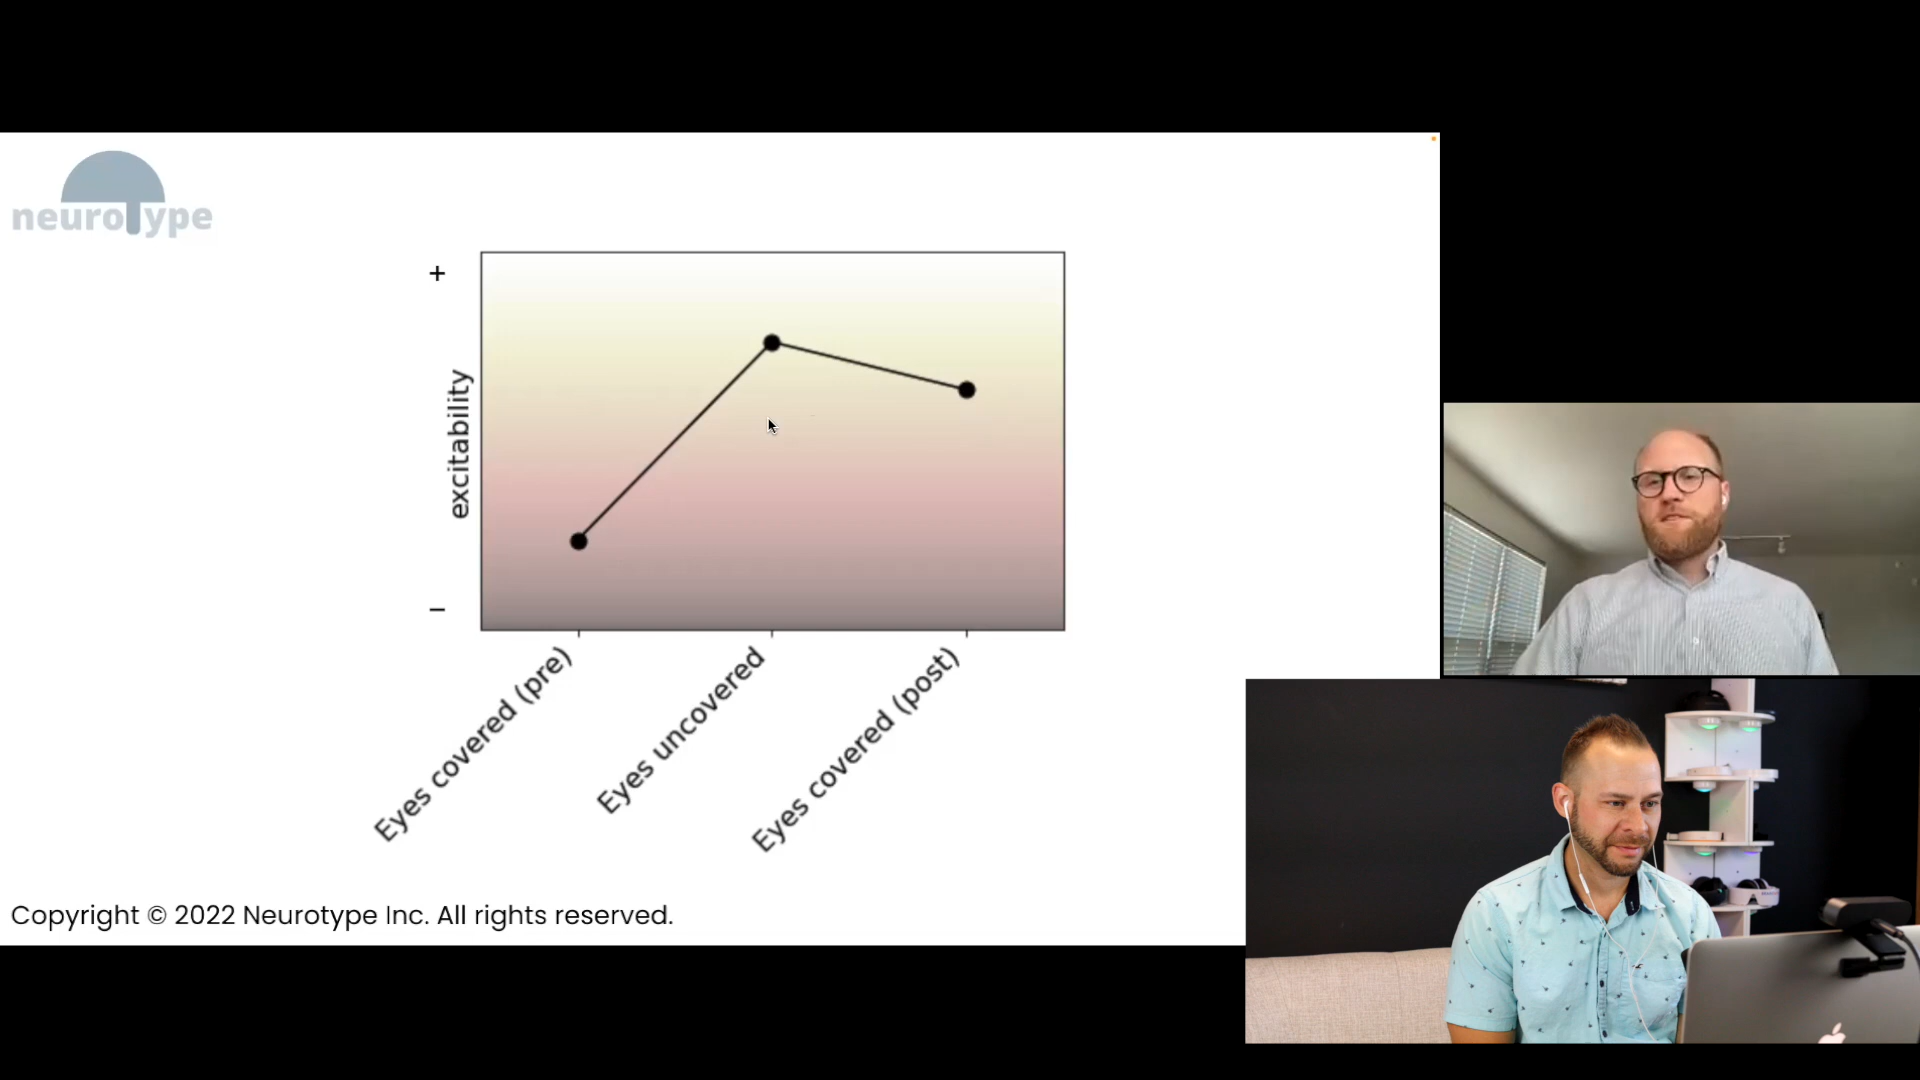 neuroType
+
excitability
−
Eyes covered (pre)
Eyes uncovered
Eyes covered (post)
Copyright © 2022 Neurotype Inc. All rights reserved.